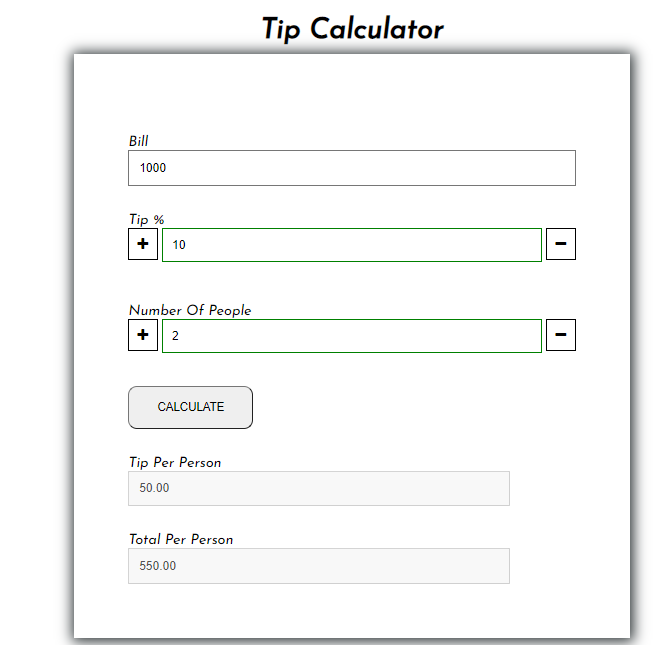 Tip Calculator
Bill
1000
Tip %
+ 10 −
Number Of People
+ 2 −
CALCULATE
Tip Per Person
50.00
Total Per Person
550.00